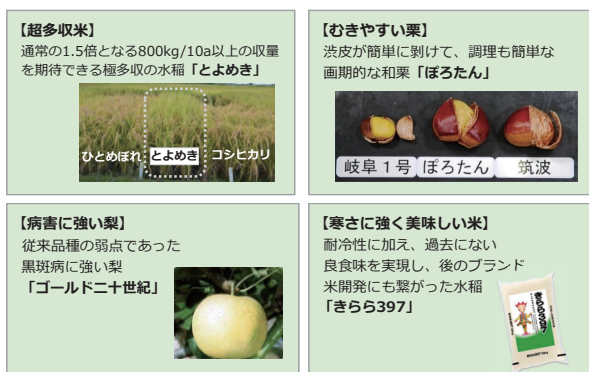 【超多収米】
通常の1.5倍となる800kg/10a以上の収量
を期待できる極多収の水稲「とよめき」
ひとめぼれ とよめき コシヒカリ
【むきやすい栗】
渋皮が簡単に剝けて、調理も簡単な
画期的な和栗「ぽろたん」
岐阜1号 ぽろたん 筑波
【病害に強い梨】
従来品種の弱点であった
黒斑病に強い梨
「ゴールド二十世紀」
【寒さに強く美味しい米】
耐冷性に加え、過去にない
良食味を実現し、後のブランド
米開発にも繋がった水稲
「きらら397」
きらら397